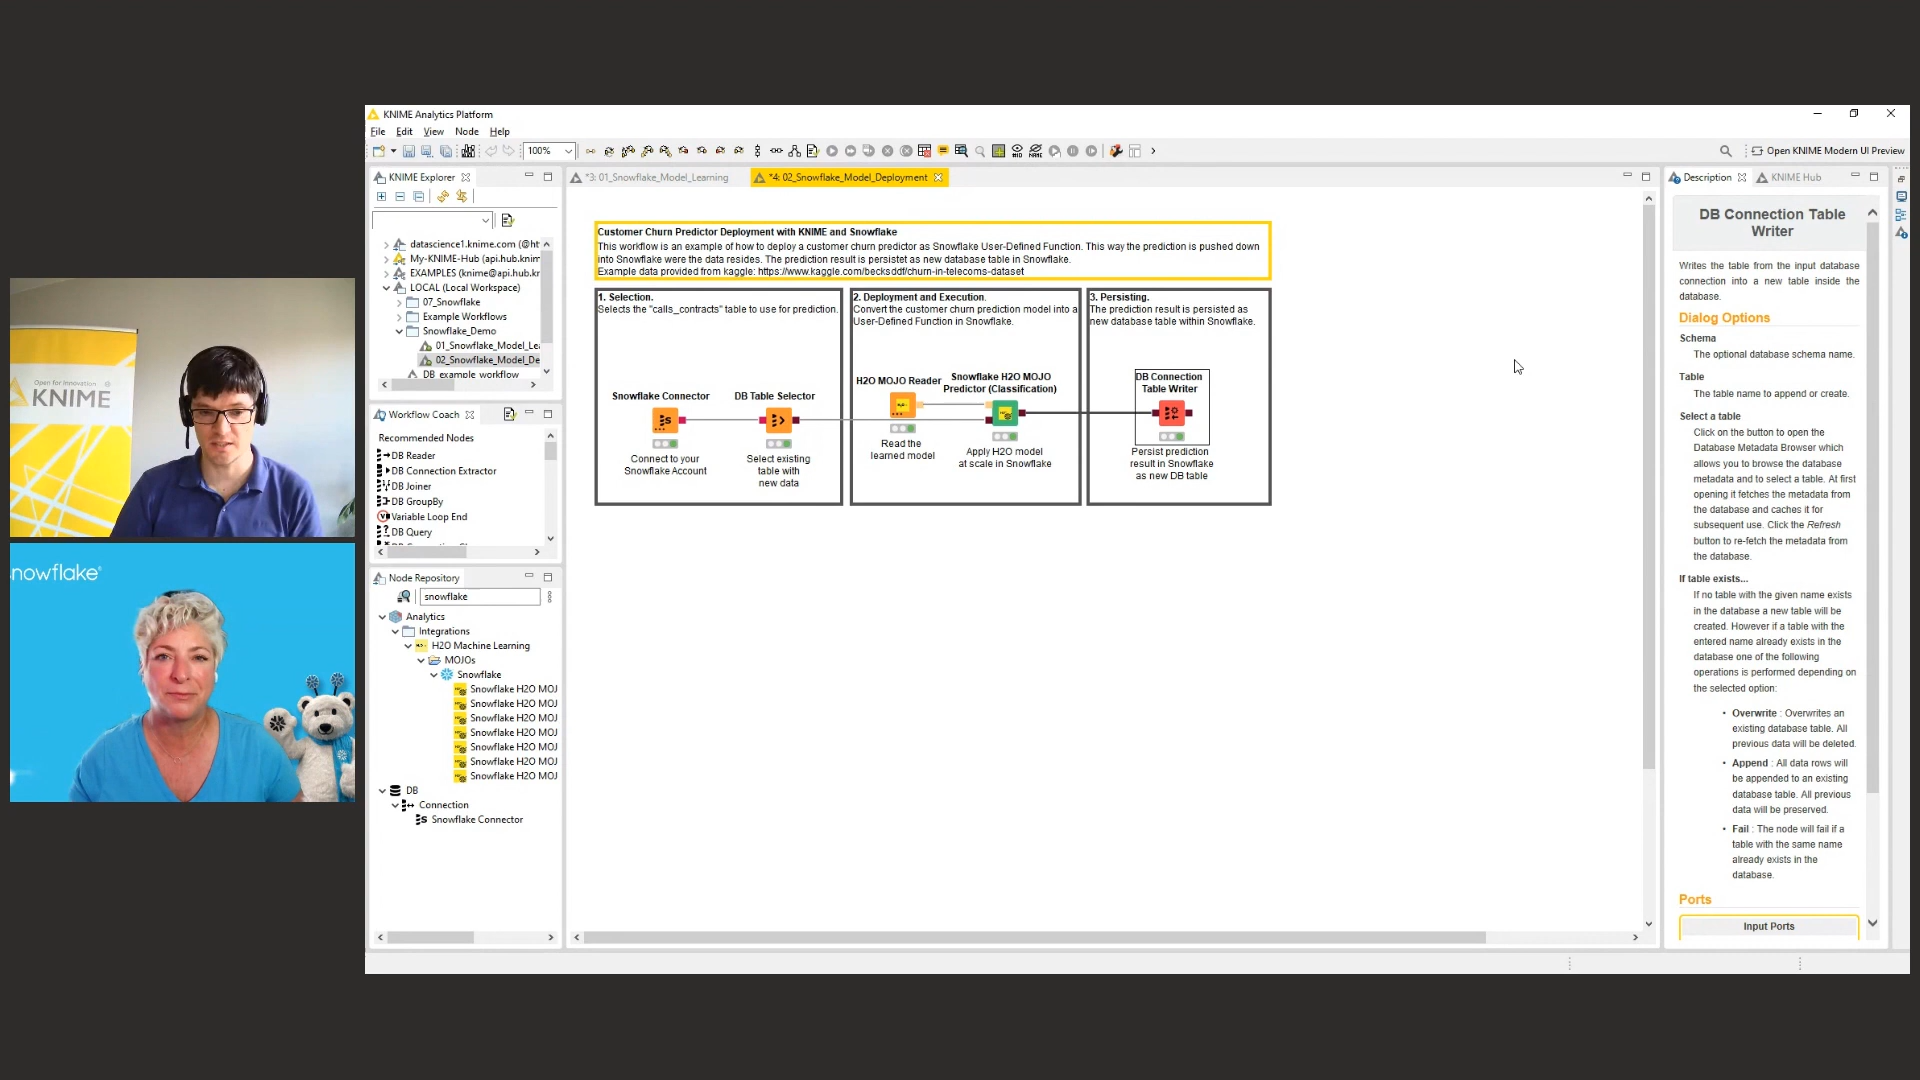 KNIME Analytics Platform
File Edit View Node Help
100%
Open KNIME Modern UI Preview
KNIME Explorer
datascience1.knime.com (@htt
My-KNIME-Hub (api.hub.knim
EXAMPLES (knime@api.hub.kr
LOCAL (Local Workspace)
07_Snowflake
Example Workflows
Snowflake_Demo
01_Snowflake_Model_Lea
02_Snowflake_Model_De
DB example workflow
Workflow Coach
Recommended Nodes
DB Reader
DB Connection Extractor
DB Joiner
DB GroupBy
Variable Loop End
DB Query
Node Repository
snowflake
Analytics
Integrations
H2O Machine Learning
MOJOs
Snowflake
Snowflake H2O MOJ
Snowflake H2O MOJ
Snowflake H2O MOJ
Snowflake H2O MOJ
Snowflake H2O MOJ
Snowflake H2O MOJ
Snowflake H2O MOJ
DB
Connection
Snowflake Connector
*3: 01_Snowflake_Model_Learning
*4: 02_Snowflake_Model_Deployment
Customer Churn Predictor Deployment with KNIME and Snowflake
This workflow is an example of how to deploy a customer churn predictor as Snowflake User-Defined Function. This way the prediction is pushed down
into Snowflake were the data resides. The prediction result is persistet as new database table in Snowflake.
Example data provided from kaggle: https://www.kaggle.com/becksddf/churn-in-telecoms-dataset
1. Selection.
Selects the "calls_contracts" table to use for prediction.
Snowflake Connector
Connect to your
Snowflake Account
DB Table Selector
Select existing
table with
new data
2. Deployment and Execution.
Convert the customer churn prediction model into a
User-Defined Function in Snowflake.
H2O MOJO Reader
Read the
learned model
Snowflake H2O MOJO
Predictor (Classification)
Apply H2O model
at scale in Snowflake
3. Persisting.
The prediction result is persisted as
new database table within Snowflake.
DB Connection
Table Writer
Persist prediction
result in Snowflake
as new DB table
Description
KNIME Hub
DB Connection Table
Writer
Writes the table from the input database
connection into a new table inside the
database.
Dialog Options
Schema
The optional database schema name.
Table
The table name to append or create.
Select a table
Click on the button to open the
Database Metadata Browser which
allows you to browse the database
metadata and to select a table. At first
opening it fetches the metadata from
the database and caches it for
subsequent use. Click the Refresh
button to re-fetch the metadata from
the database.
If table exists...
If no table with the given name exists
in the database a new table will be
created. However if a table with the
entered name already exists in the
database one of the following
operations is performed depending on
the selected option:
• Overwrite : Overwrites an
existing database table. All
previous data will be deleted.
• Append : All data rows will
be appended to an existing
database table. All previous
data will be preserved.
• Fail : The node will fail if a
table with the same name
already exists in the
database.
Ports
Input Ports
Open for Innovation
KNIME
snowflake